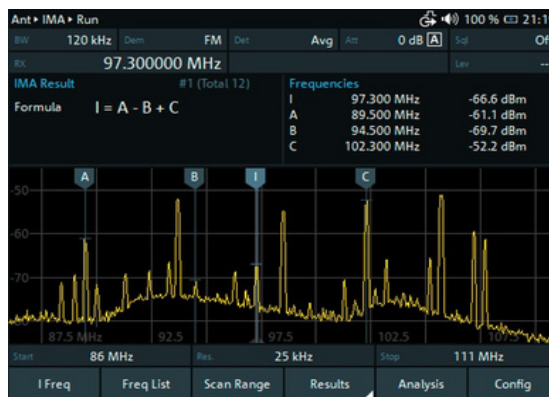 Ant ▸ IMA ▸ Run 100 % 21:1
BW 120 kHz Dem FM Det Avg Att 0 dB A Sql Of
RX 97.300000 MHz Lev --
IMA Result #1 (Total 12) Frequencies
Formula I = A - B + C
I 97.300 MHz -66.6 dBm
A 89.500 MHz -61.1 dBm
B 94.500 MHz -69.7 dBm
C 102.300 MHz -52.2 dBm
A B I C
-50
-60
-70
-80
87.5 MHz 92.5 97.5 102.5 107.5
Start 86 MHz Res. 25 kHz Stop 111 MHz
I Freq Freq List Scan Range Results Analysis Config